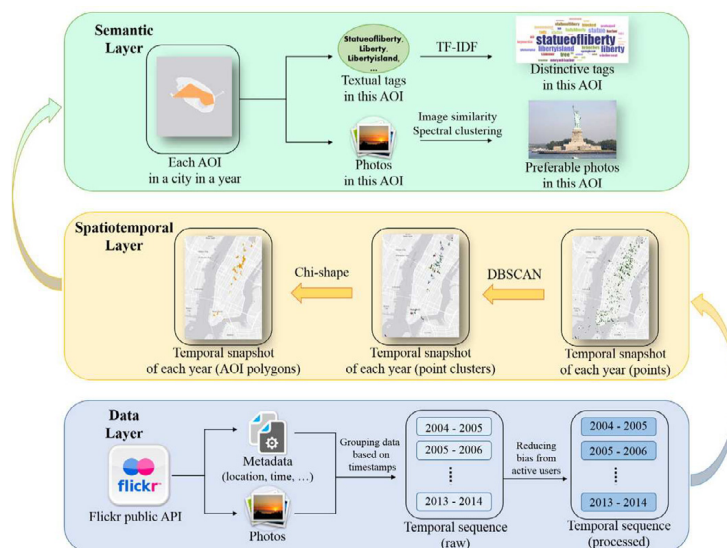 Semantic
Layer
Statueofliberty,
Liberty,
Libertyisland,
...
Textual tags
in this AOI
TF-IDF
statueofliberty
libertyisland
liberty
statue
Distinctive tags
in this AOI
Each AOI
in a city in a year
Photos
in this AOI
Image similarity
Spectral clustering
Preferable photos
in this AOI
Spatiotemporal
Layer
Chi-shape
DBSCAN
Temporal snapshot
of each year (AOI polygons)
Temporal snapshot
of each year (point clusters)
Temporal snapshot
of each year (points)
Data
Layer
flickr
Flickr public API
Metadata
(location, time, …)
Photos
Grouping data
based on
timestamps
2004 - 2005
2005 - 2006
2013 - 2014
Temporal sequence
(raw)
Reducing
bias from
active users
2004 - 2005
2005 - 2006
2013 - 2014
Temporal sequence
(processed)